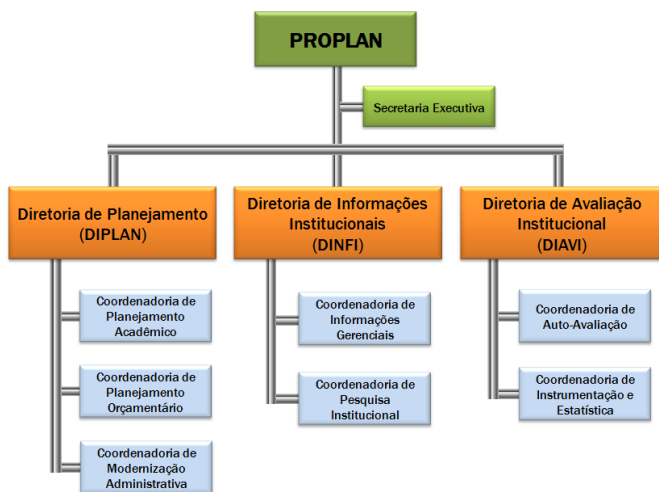 PROPLAN
Secretaria Executiva
Diretoria de Planejamento
(DIPLAN)
Diretoria de Informações
Institucionais
(DINFI)
Diretoria de Avaliação
Institucional
(DIAVI)
Coordenadoria de
Planejamento
Acadêmico
Coordenadoria de
Planejamento
Orçamentário
Coordenadoria de
Modernização
Administrativa
Coordenadoria de
Informações
Gerenciais
Coordenadoria de
Pesquisa
Institucional
Coordenadoria de
Auto-Avaliação
Coordenadoria de
Instrumentação e
Estatística